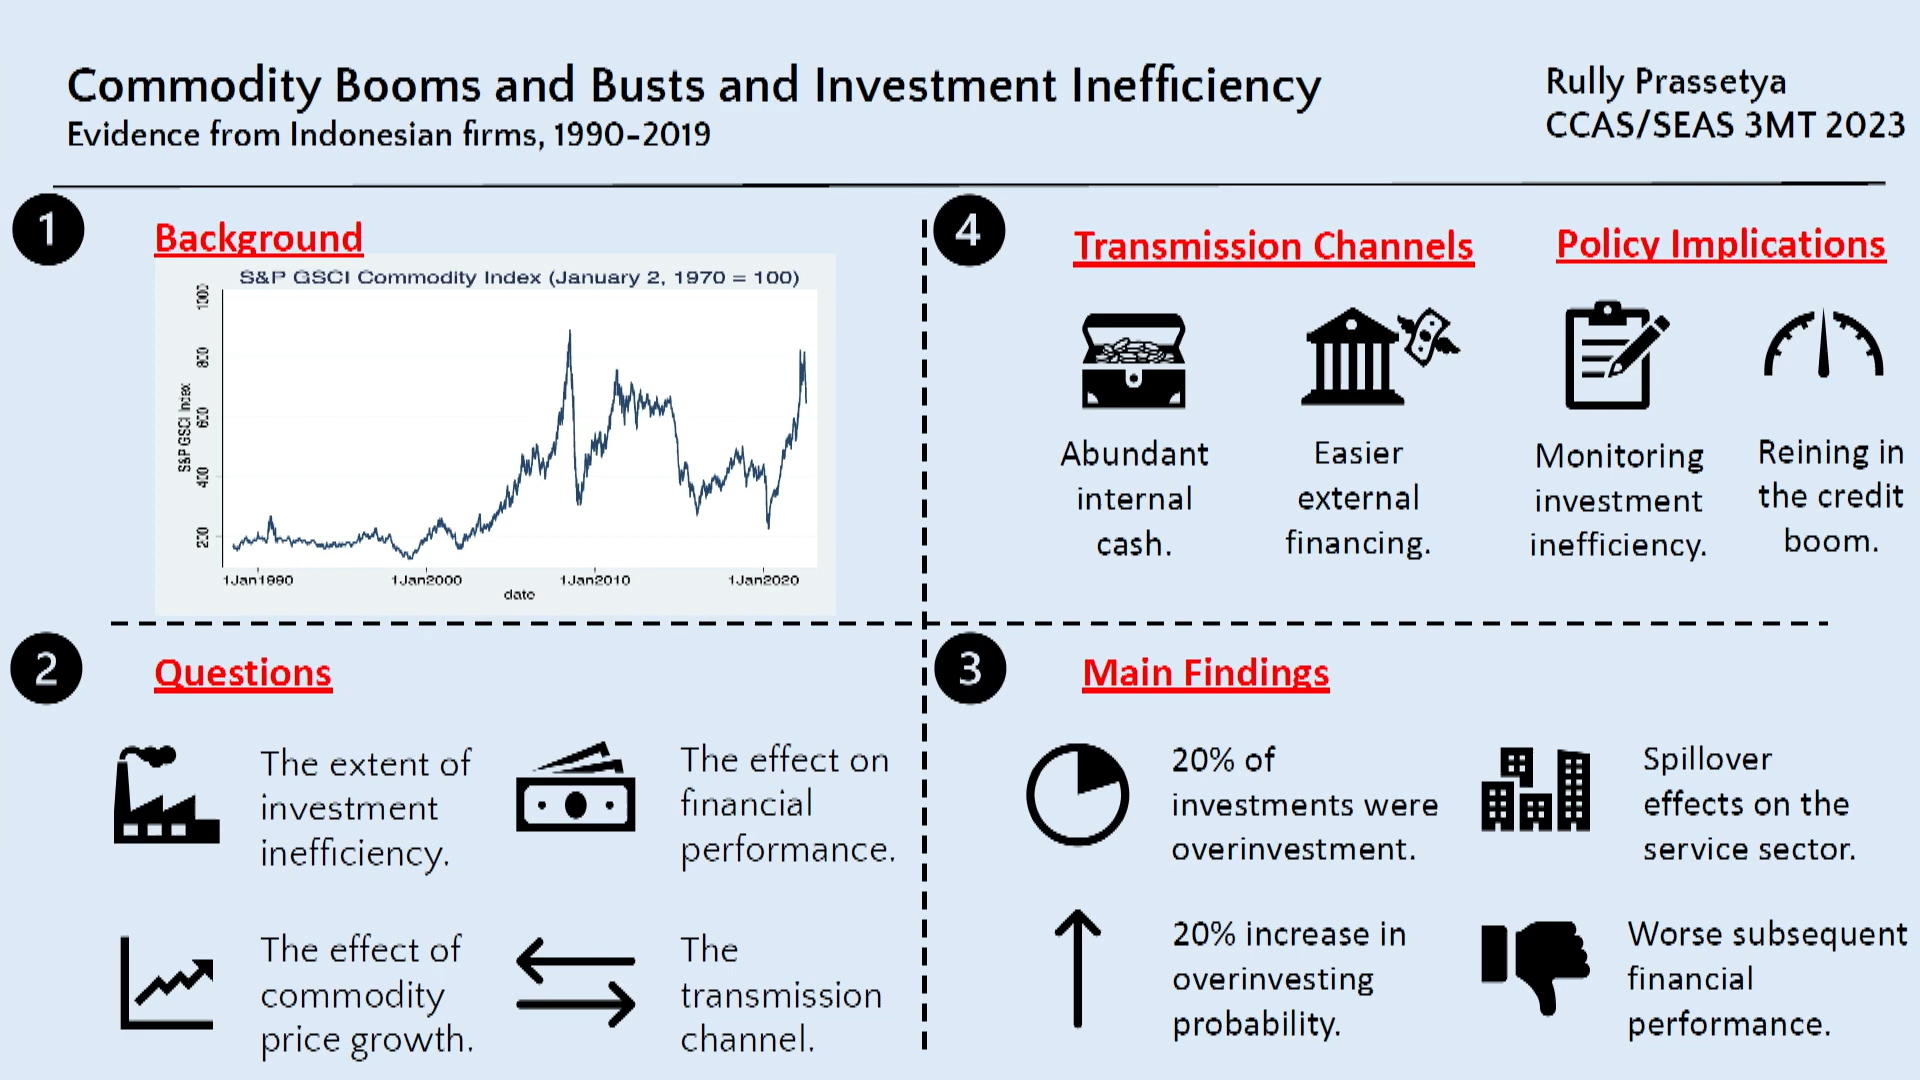 Commodity Booms and Busts and Investment Inefficiency
Evidence from Indonesian firms, 1990-2019
Rully Prassetya
CCAS/SEAS 3MT 2023
1
Background
S&P GSCI Commodity Index (January 2, 1970 = 100)
S&P GSCI Index
1000
800
600
400
200
1Jan1990
1Jan2000
1Jan2010
1Jan2020
date
2
Questions
The extent of
investment
inefficiency.
The effect on
financial
performance.
The effect of
commodity
price growth.
The
transmission
channel.
3
Main Findings
20% of
investments were
overinvestment.
Spillover
effects on the
service sector.
20% increase in
overinvesting
probability.
Worse subsequent
financial
performance.
4
Transmission Channels
Abundant
internal
cash.
Easier
external
financing.
Policy Implications
Monitoring
investment
inefficiency.
Reining in
the credit
boom.